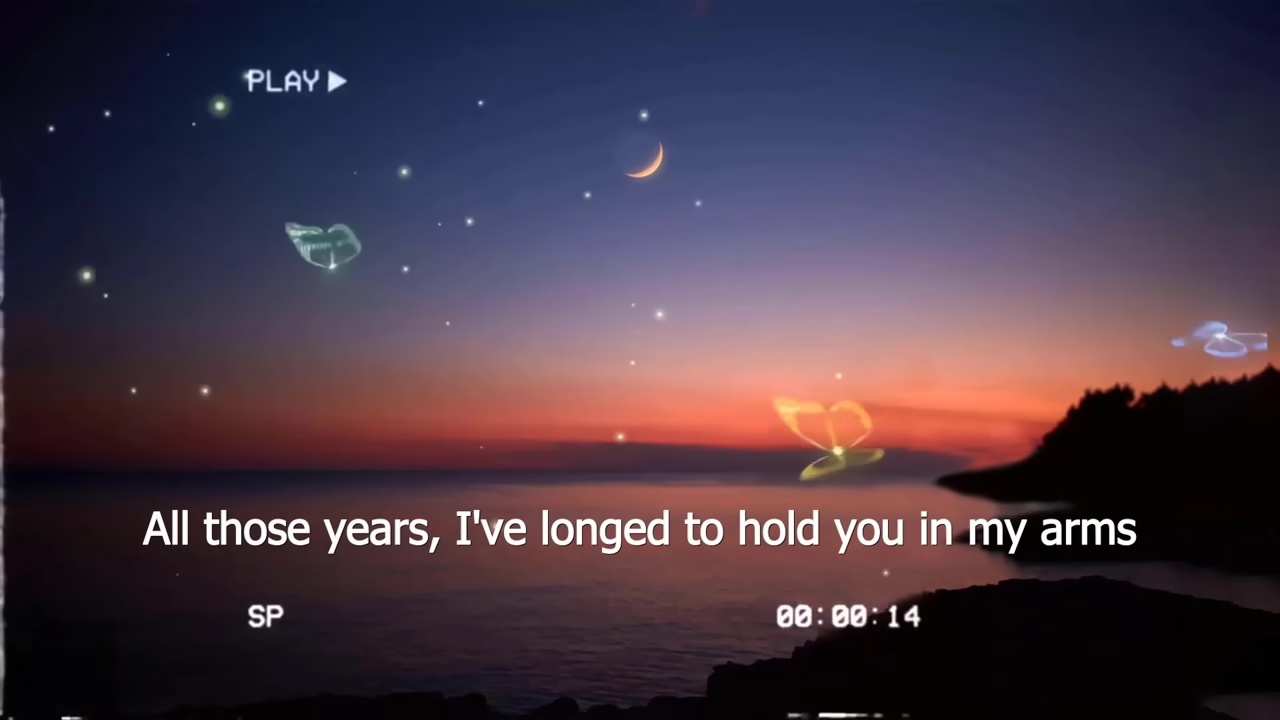 PLAY ▶
All those years, I've longed to hold you in my arms
SP
00:00:14